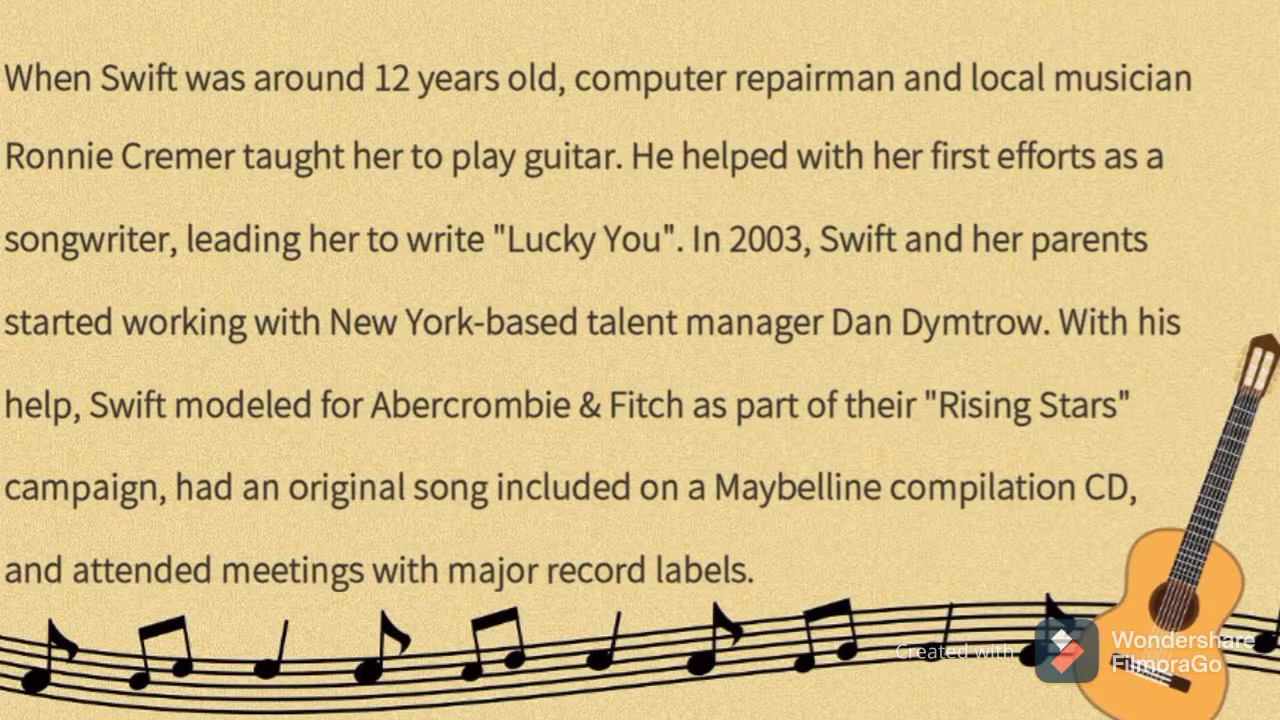 When Swift was around 12 years old, computer repairman and local musician
Ronnie Cremer taught her to play guitar. He helped with her first efforts as a
songwriter, leading her to write "Lucky You". In 2003, Swift and her parents
started working with New York-based talent manager Dan Dymtrow. With his
help, Swift modeled for Abercrombie & Fitch as part of their "Rising Stars"
campaign, had an original song included on a Maybelline compilation CD,
and attended meetings with major record labels.
Created with
Wondershare
FilmoraGo